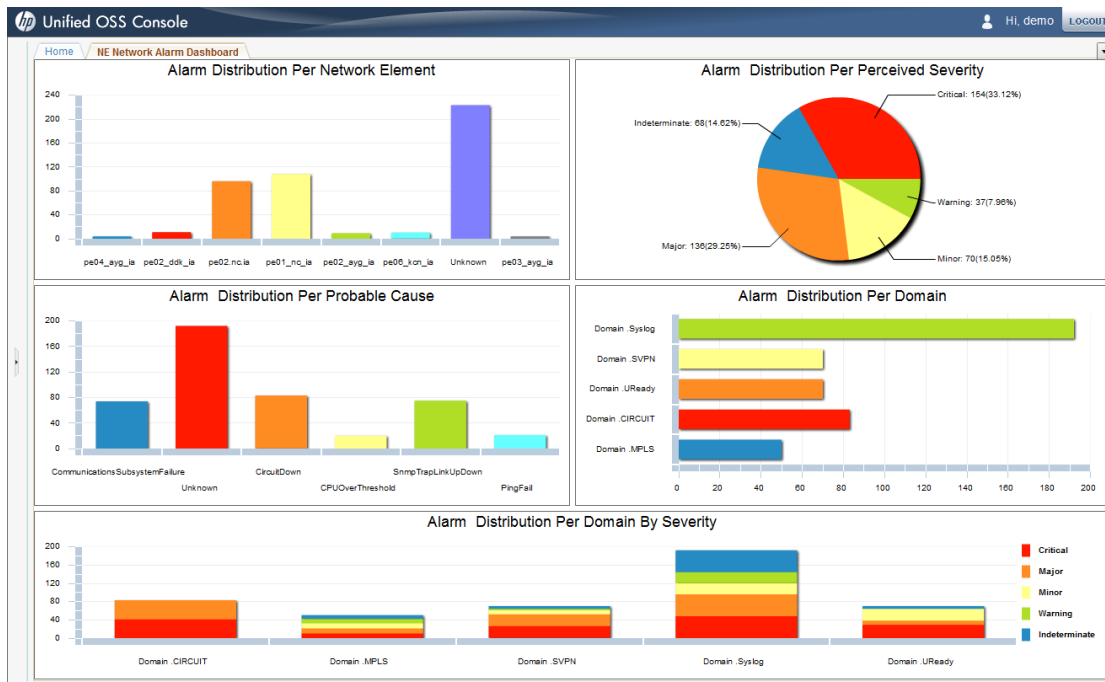 hp Unified OSS Console
Hi, demo
LOGOUT
Home
NE Network Alarm Dashboard
Alarm Distribution Per Network Element
240
200
160
120
80
40
0
pe04_ayg_ia pe02_ddk_ia pe02.nc.ia pe01_nc_ia pe02_ayg_ia pe06_kcn_ia Unknown pe03_ayg_ia
Alarm Distribution Per Perceived Severity
Critical: 154(33.12%)
Indeterminate: 68(14.62%)
Warning: 37(7.96%)
Major: 136(29.25%)
Minor: 70(15.05%)
Alarm Distribution Per Probable Cause
200
160
120
80
40
0
CommunicationsSubsystemFailure CircuitDown SnmpTrapLinkUpDown
Unknown CPUOverThreshold PingFail
Alarm Distribution Per Domain
Domain .Syslog
Domain .SVPN
Domain .UReady
Domain .CIRCUIT
Domain .MPLS
0 20 40 60 80 100 120 140 160 180 200
Alarm Distribution Per Domain By Severity
200
160
120
80
40
0
Domain .CIRCUIT Domain .MPLS Domain .SVPN Domain .Syslog Domain .UReady
Critical
Major
Minor
Warning
Indeterminate